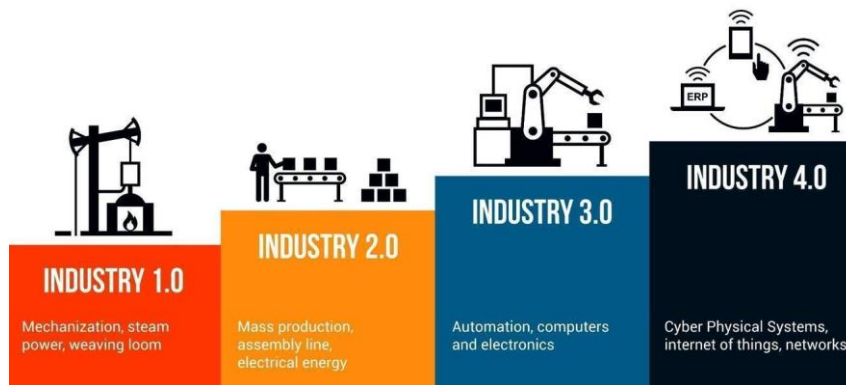 ERP
INDUSTRY 1.0
Mechanization, steam
power, weaving loom
INDUSTRY 2.0
Mass production,
assembly line,
electrical energy
INDUSTRY 3.0
Automation, computers
and electronics
INDUSTRY 4.0
Cyber Physical Systems,
internet of things, networks